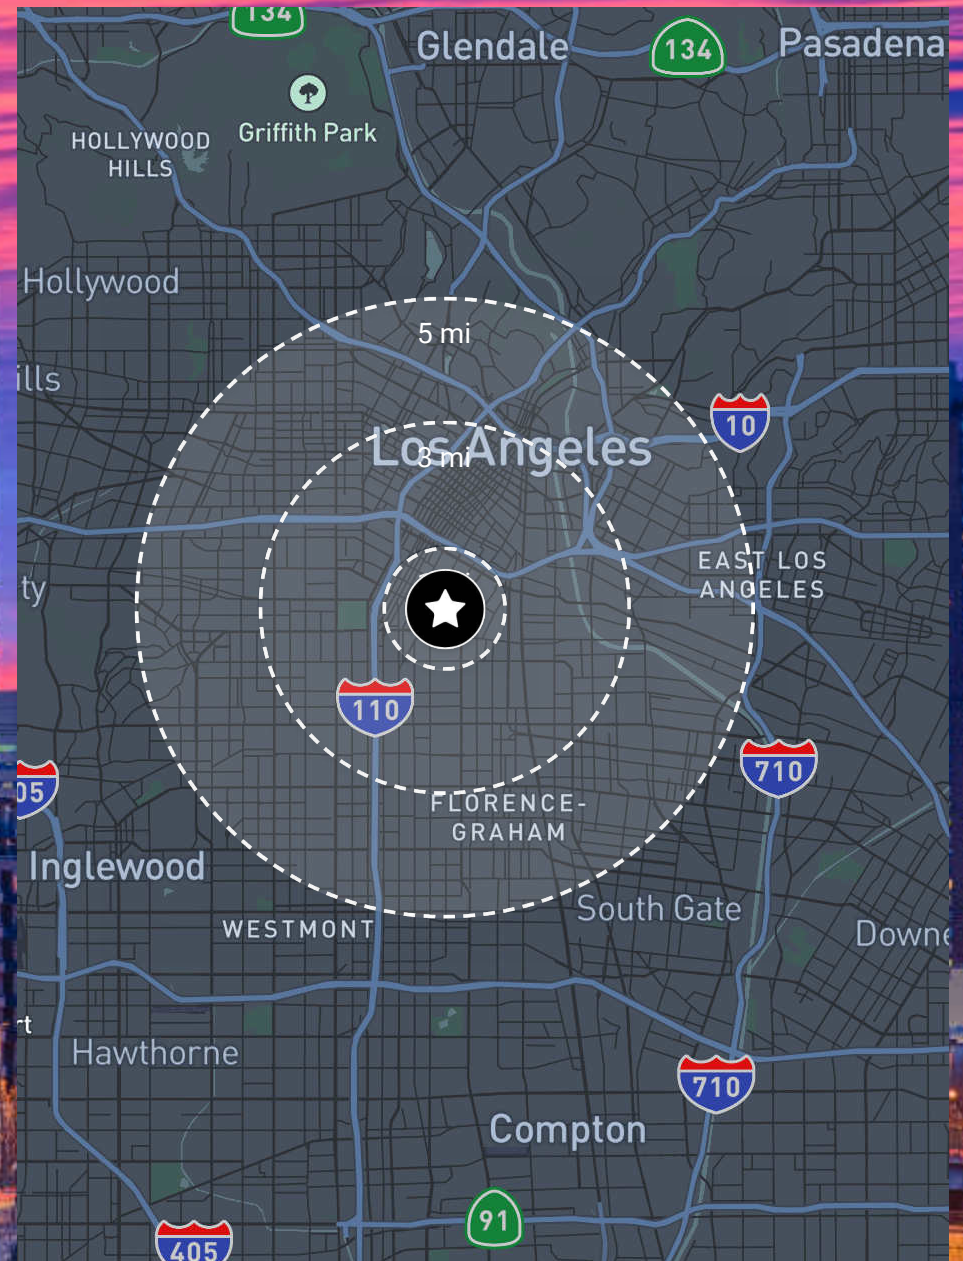 134
Glendale
134
Pasadena
Griffith Park
HOLLYWOOD
HILLS
Hollywood
5 mi
ills
10
Los Angeles
3 mi
EAST LOS
ANGELES
ty
110
710
05
FLORENCE-
GRAHAM
Inglewood
South Gate
WESTMONT
Downe
rt
Hawthorne
710
Compton
91
405